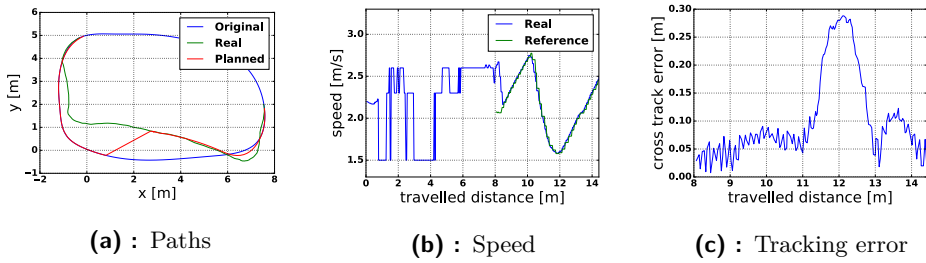 6
5
4
3
2
1
0
−1
−2 0 2 4 6 8
x [m]
y [m]
Original
Real
Planned
(a) : Paths
2.5
2.0
1.5
0 2 4 6 8 10 12 14
travelled distance [m]
speed [m/s]
Real
Reference
(b) : Speed
0.30
0.25
0.20
0.15
0.10
0.05
0.00
8 9 10 11 12 13 14
travelled distance [m]
cross track error [m]
(c) : Tracking error